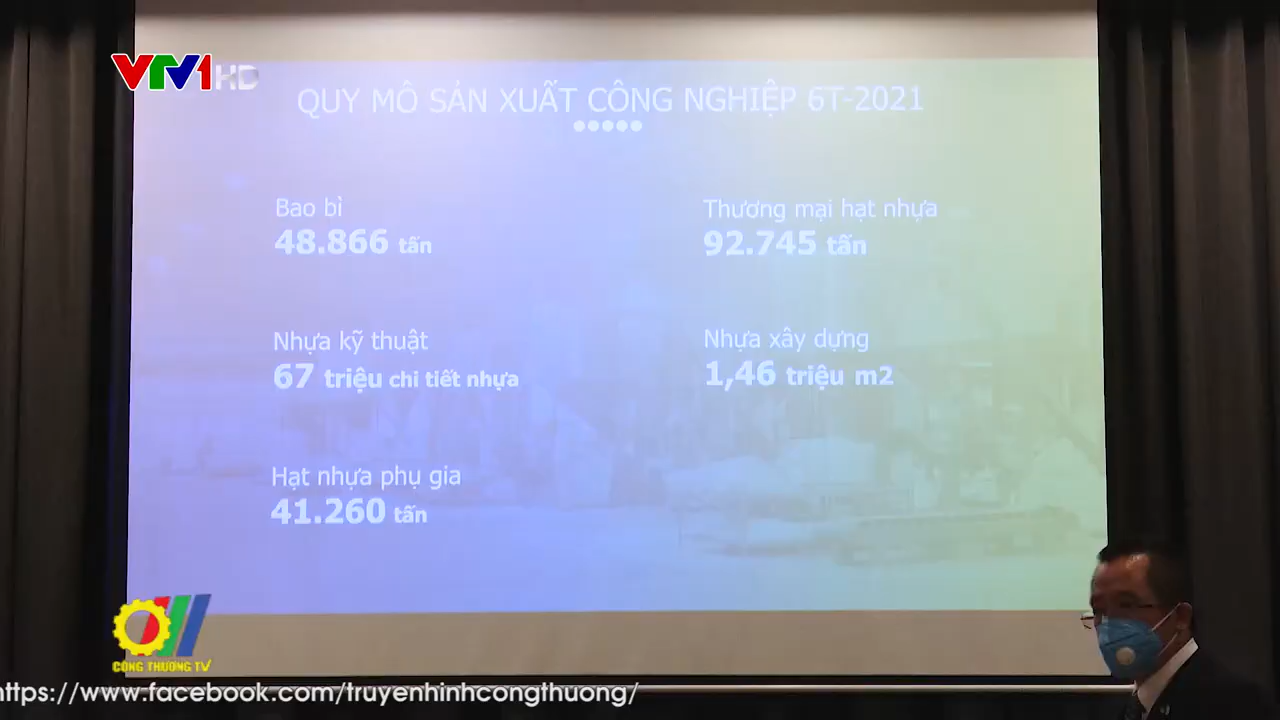 VTV1 HD
QUY MÔ SẢN XUẤT CÔNG NGHIỆP 6T-2021
Bao bì
48.866 tấn
Thương mại hạt nhựa
92.745 tấn
Nhựa kỹ thuật
67 triệu chi tiết nhựa
Nhựa xây dựng
1,46 triệu m2
Hạt nhựa phụ gia
41.260 tấn
CÔNG THƯƠNG TV
https://www.facebook.com/truyenhinhcongthuong/